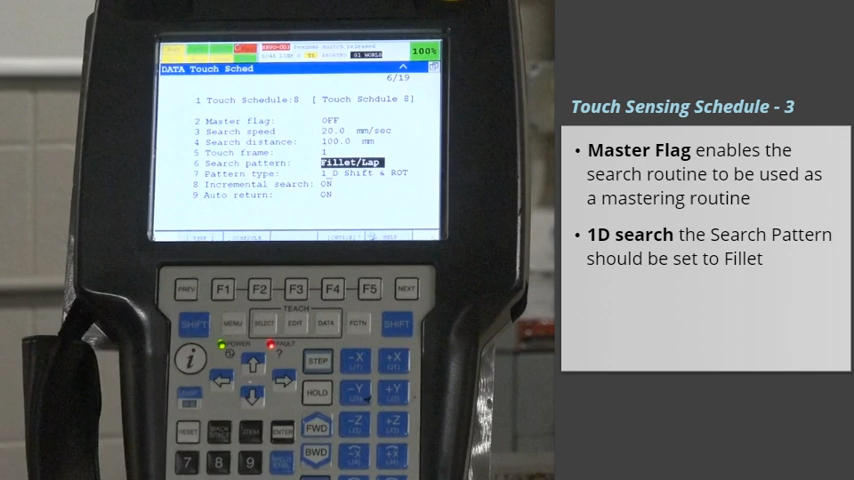 100%
DATA Touch Sched
6/19
1 Touch Schedule:8 [ Touch Schdule 8]
2 Master flag: OFF
3 Search speed 20.0 mm/sec
4 Search distance: 100.0 mm
5 Touch frame: 1
6 Search pattern: Fillet/Lap
7 Pattern type: 1_D Shift & ROT
8 Incremental search: ON
9 Auto return: ON
PREV F1 F2 F3 F4 F5 NEXT
TEACH
SHIFT MENU SELECT EDIT DATA FCTN SHIFT
POWER FAULT
i ? STEP -X +X
HOLD -Y +Y
RESET BACK SPACE ITEM ENTER FWD -Z +Z
7 8 9 BWD -X +X
Touch Sensing Schedule - 3
• Master Flag enables the
search routine to be used as
a mastering routine
• 1D search the Search Pattern
should be set to Fillet